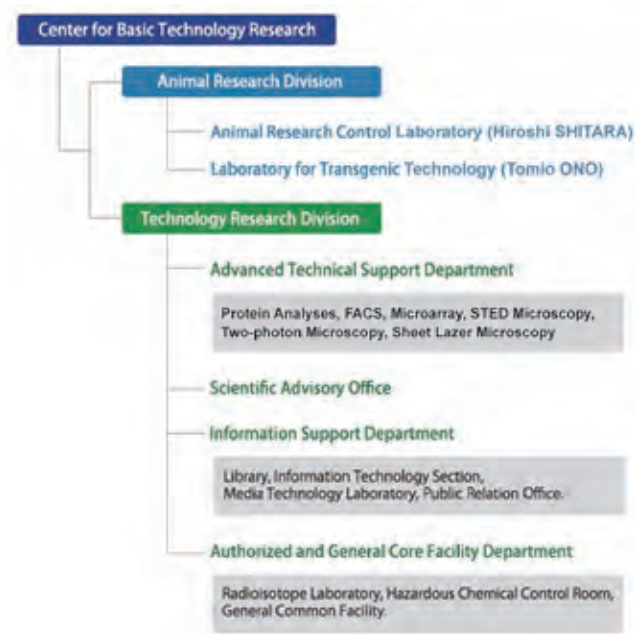 Center for Basic Technology Research
Animal Research Division
Animal Research Control Laboratory (Hiroshi SHITARA)
Laboratory for Transgenic Technology (Tomio ONO)
Technology Research Division
Advanced Technical Support Department
Protein Analyses, FACS, Microarray, STED Microscopy,
Two-photon Microscopy, Sheet Lazer Microscopy
Scientific Advisory Office
Information Support Department
Library, Information Technology Section,
Media Technology Laboratory, Public Relation Office.
Authorized and General Core Facility Department
Radioisotope Laboratory, Hazardous Chemical Control Room,
General Common Facility.